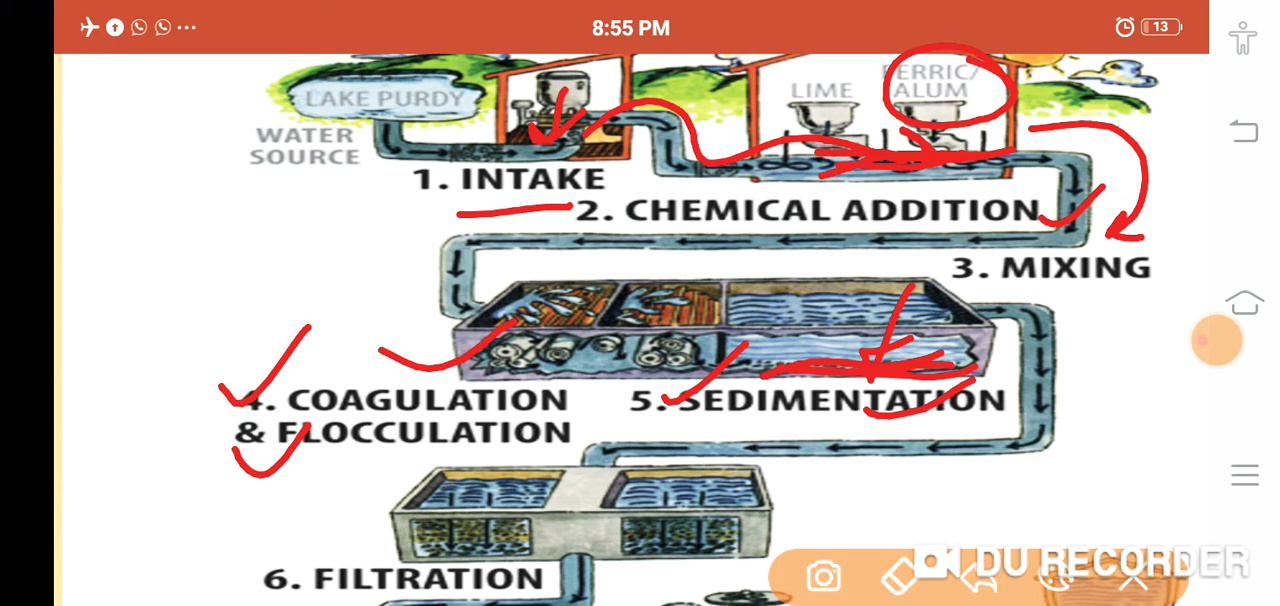 8:55 PM
13
LAKE PURDY
WATER
SOURCE
LIME
FERRIC/
ALUM
1. INTAKE
2. CHEMICAL ADDITION
3. MIXING
4. COAGULATION
& FLOCCULATION
5. SEDIMENTATION
6. FILTRATION
DU RECORDER